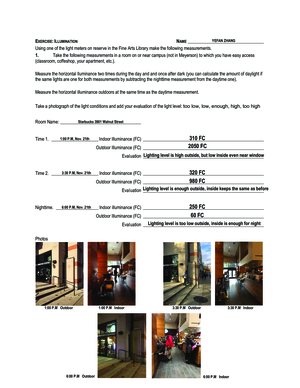 EXERCISE: ILLUMINATION NAME YIFAN ZHANG
Using one of the light meters on reserve in the Fine Arts Library make the following measurements.
1. Take the following measurements in a room on or near campus (not in Meyerson) to which you have easy access
(classroom, coffeeshop, your apartment, etc.).
Measure the horizontal illuminance two times during the day and and once after dark (you can calculate the amount of daylight if
the same lights are one for both measurements by subtracting the nighttime measurement from the daytime one).
Measure the horizontal illuminance outdoors at the same time as the daytime measurement.
Take a photograph of the light conditions and add your evaluation of the light level: too low, low, enough, high, too high
Room Name: Starbucks 3901 Walnut Street
Time 1. 1:00 P.M, Nov. 21th Indoor Illuminance (FC) 310 FC
Outdoor Illuminance (FC) 2050 FC
Evaluation Lighting level is high outside, but low inside even near window
Time 2. 3:30 P.M, Nov. 21th Indoor Illuminance (FC) 320 FC
Outdoor Illuminance (FC) 980 FC
Evaluation Lighting level is enough outside, inside keeps the same as before
Nighttime. 6:00 P.M, Nov. 21th Indoor Illuminance (FC) 250 FC
Outdoor Illuminance (FC) 60 FC
Evaluation Lighting level is too low outside, inside is enough for night
Photos
1:00 P.M Outdoor 1:00 P.M Indoor 3:30 P.M Outdoor 3:30 P.M Indoor
6:00 P.M Outdoor 6:00 P.M Indoor